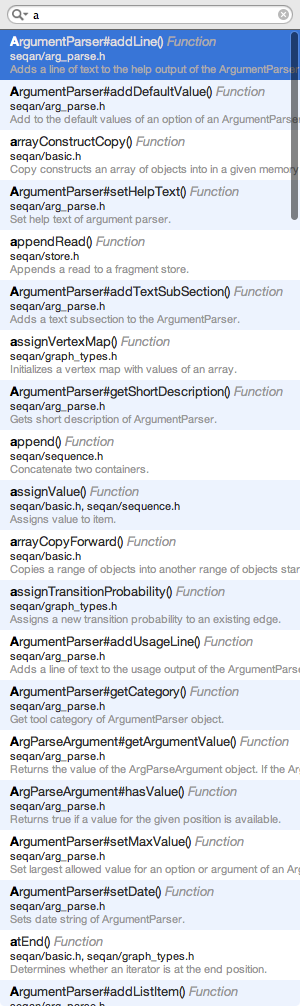 a
ArgumentParser#addLine() Function
seqan/arg_parse.h
Adds a line of text to the help output of the ArgumentParser
ArgumentParser#addDefaultValue() Function
seqan/arg_parse.h
Add to the default values of an option of an ArgumentPars
arrayConstructCopy() Function
seqan/basic.h
Copy constructs an array of objects into in a given memory
ArgumentParser#setHelpText() Function
seqan/arg_parse.h
Set help text of argument parser.
appendRead() Function
seqan/store.h
Appends a read to a fragment store.
ArgumentParser#addTextSubSection() Function
seqan/arg_parse.h
Adds a text subsection to the ArgumentParser.
assignVertexMap() Function
seqan/graph_types.h
Initializes a vertex map with values of an array.
ArgumentParser#getShortDescription() Function
seqan/arg_parse.h
Gets short description of ArgumentParser.
append() Function
seqan/sequence.h
Concatenate two containers.
assignValue() Function
seqan/basic.h, seqan/sequence.h
Assigns value to item.
arrayCopyForward() Function
seqan/basic.h
Copies a range of objects into another range of objects star
assignTransitionProbability() Function
seqan/graph_types.h
Assigns a new transition probability to an existing edge.
ArgumentParser#addUsageLine() Function
seqan/arg_parse.h
Adds a line of text to the usage output of the ArgumentPars
ArgumentParser#getCategory() Function
seqan/arg_parse.h
Get tool category of ArgumentParser object.
ArgParseArgument#getArgumentValue() Function
seqan/arg_parse.h
Returns the value of the ArgParseArgument object. If the Ar
ArgParseArgument#hasValue() Function
seqan/arg_parse.h
Returns true if a value for the given position is available.
ArgumentParser#setMaxValue() Function
seqan/arg_parse.h
Set largest allowed value for an option or argument of an Ar
ArgumentParser#setDate() Function
seqan/arg_parse.h
Sets date string of ArgumentParser.
atEnd() Function
seqan/basic.h, seqan/graph_types.h
Determines whether an iterator is at the end position.
ArgumentParser#addListItem() Function
seqan/arg_parse.h